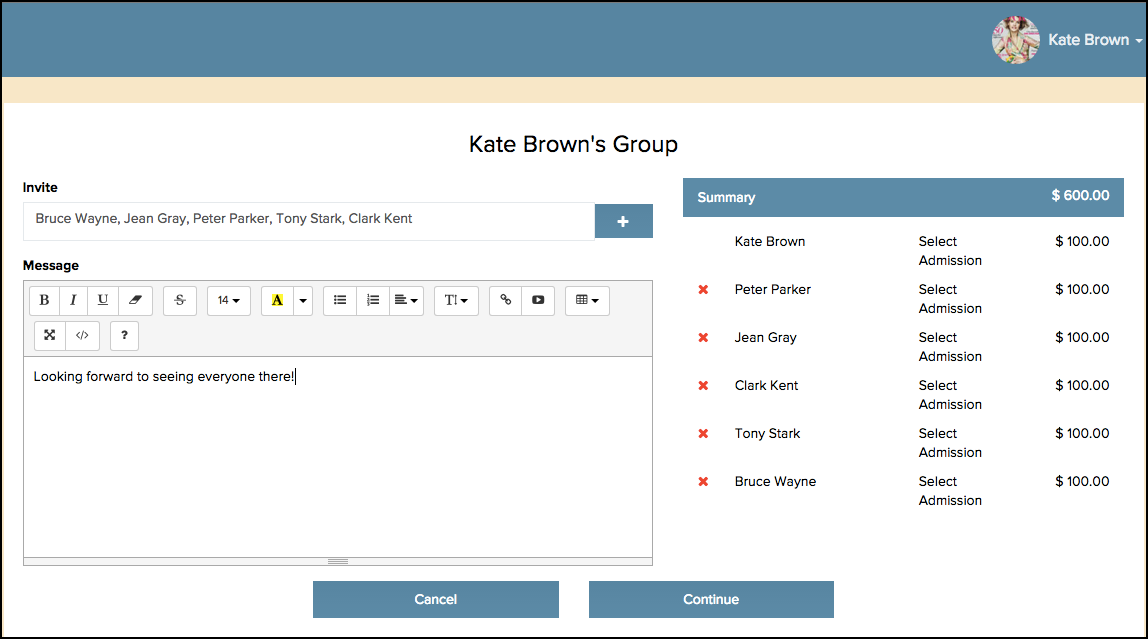 Kate Brown
Kate Brown's Group
Invite
Bruce Wayne, Jean Gray, Peter Parker, Tony Stark, Clark Kent
+
Message
B I U S 14 A TI
</> ?
Looking forward to seeing everyone there!
Summary $ 600.00
Kate Brown Select Admission $ 100.00
Peter Parker Select Admission $ 100.00
Jean Gray Select Admission $ 100.00
Clark Kent Select Admission $ 100.00
Tony Stark Select Admission $ 100.00
Bruce Wayne Select Admission $ 100.00
Cancel
Continue